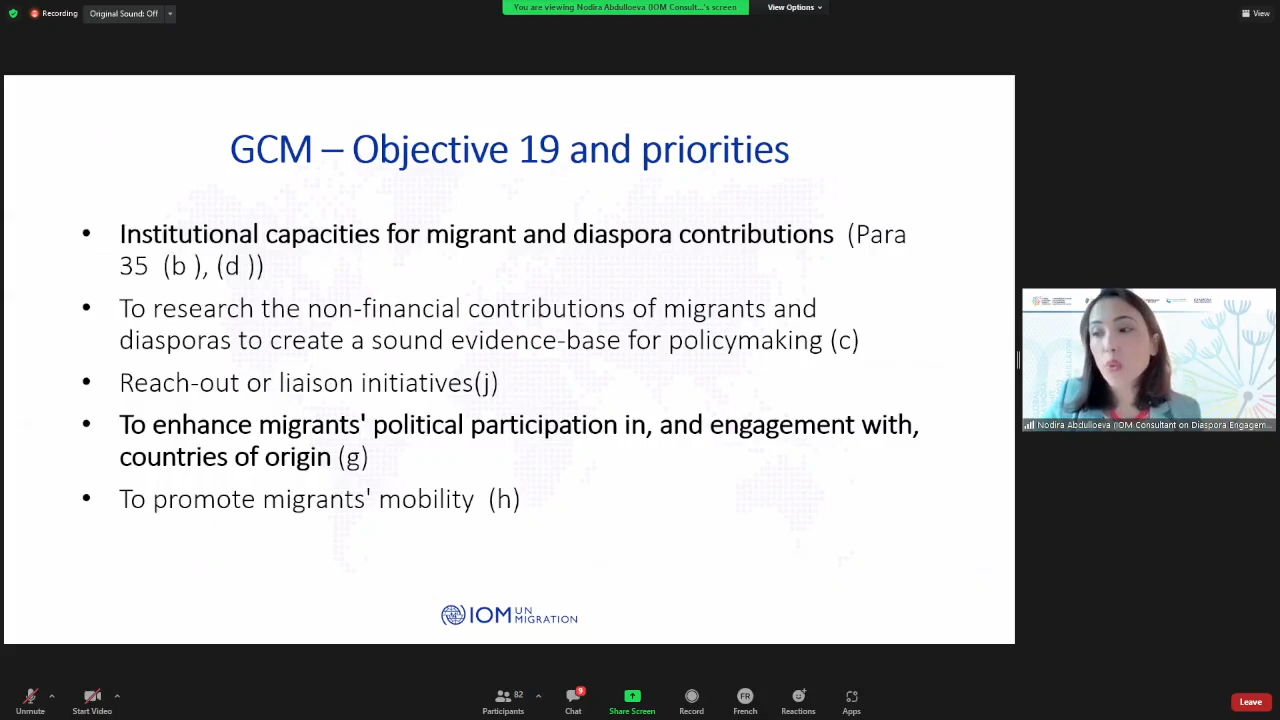 Recording
Original Sound: Off
You are viewing Nodira Abdulloeva (IOM Consult...'s screen
View Options
View
GCM – Objective 19 and priorities
• Institutional capacities for migrant and diaspora contributions (Para
35 (b ), (d ))
• To research the non-financial contributions of migrants and
diasporas to create a sound evidence-base for policymaking (c)
• Reach-out or liaison initiatives(j)
• To enhance migrants' political participation in, and engagement with,
countries of origin (g)
• To promote migrants' mobility (h)
IOM UN
MIGRATION
Nodira Abdulloeva (IOM Consultant on Diaspora Engagem...
Unmute
Start Video
82
Participants
9
Chat
Share Screen
Record
FR
French
Reactions
Apps
Leave